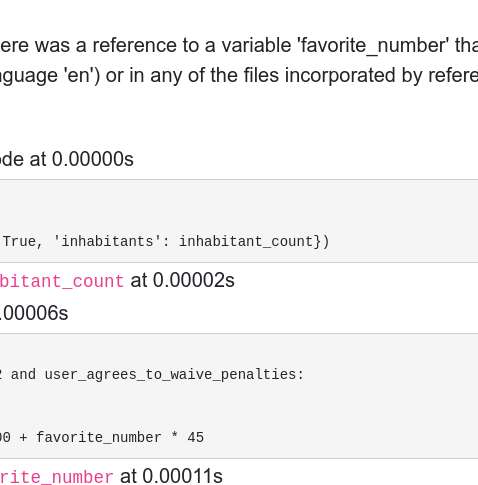 ere was a reference to a variable 'favorite_number' tha
guage 'en') or in any of the files incorporated by refere
ode at 0.00000s
True, 'inhabitants': inhabitant_count})
bitant_count at 0.00002s
.00006s
2 and user_agrees_to_waive_penalties:
00 + favorite_number * 45
rite_number at 0.00011s